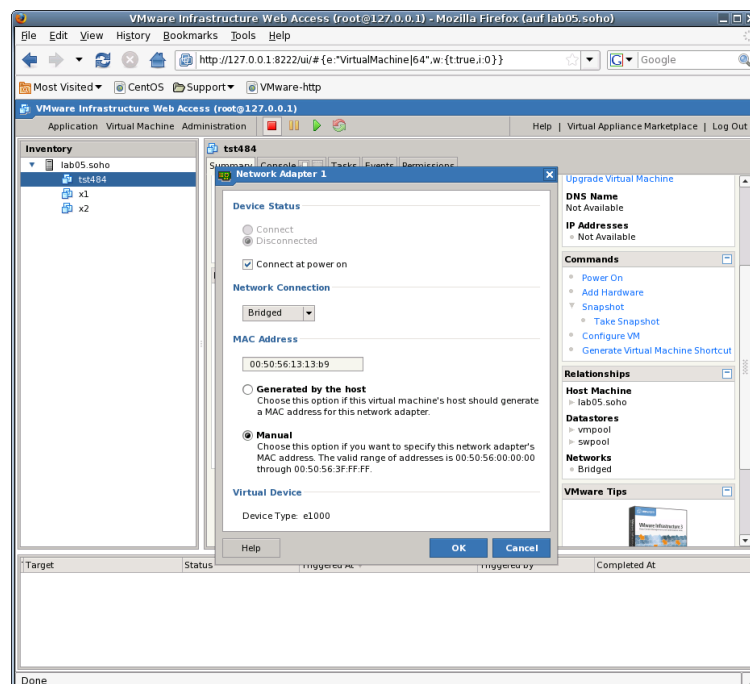 VMware Infrastructure Web Access (root@127.0.0.1) - Mozilla Firefox (auf lab05.soho)
File Edit View History Bookmarks Tools Help
http://127.0.0.1:8222/ui/#{e:"VirtualMachine|64",w:{t:true,i:0}}
G Google
Most Visited CentOS Support VMware-http
VMware Infrastructure Web Access (root@127.0.0.1)
Application Virtual Machine Administration
Help | Virtual Appliance Marketplace | Log Out
Inventory
lab05.soho
tst484
x1
x2
tst484
Summary Console Tasks Events Permissions
Network Adapter 1
Device Status
Connect
Disconnected
Connect at power on
Network Connection
Bridged
MAC Address
00:50:56:13:13:b9
Generated by the host
Choose this option if this virtual machine's host should generate
a MAC address for this network adapter.
Manual
Choose this option if you want to specify this network adapter's
MAC address. The valid range of addresses is 00:50:56:00:00:00
through 00:50:56:3F:FF:FF.
Virtual Device
Device Type: e1000
Help
OK
Cancel
Upgrade Virtual Machine
DNS Name
Not Available
IP Addresses
Not Available
Commands
Power On
Add Hardware
Snapshot
Take Snapshot
Configure VM
Generate Virtual Machine Shortcut
Relationships
Host Machine
lab05.soho
Datastores
vmpool
swpool
Networks
Bridged
VMware Tips
VMware Infrastructure 3
Target Status Triggered At Triggered by Completed At
Done